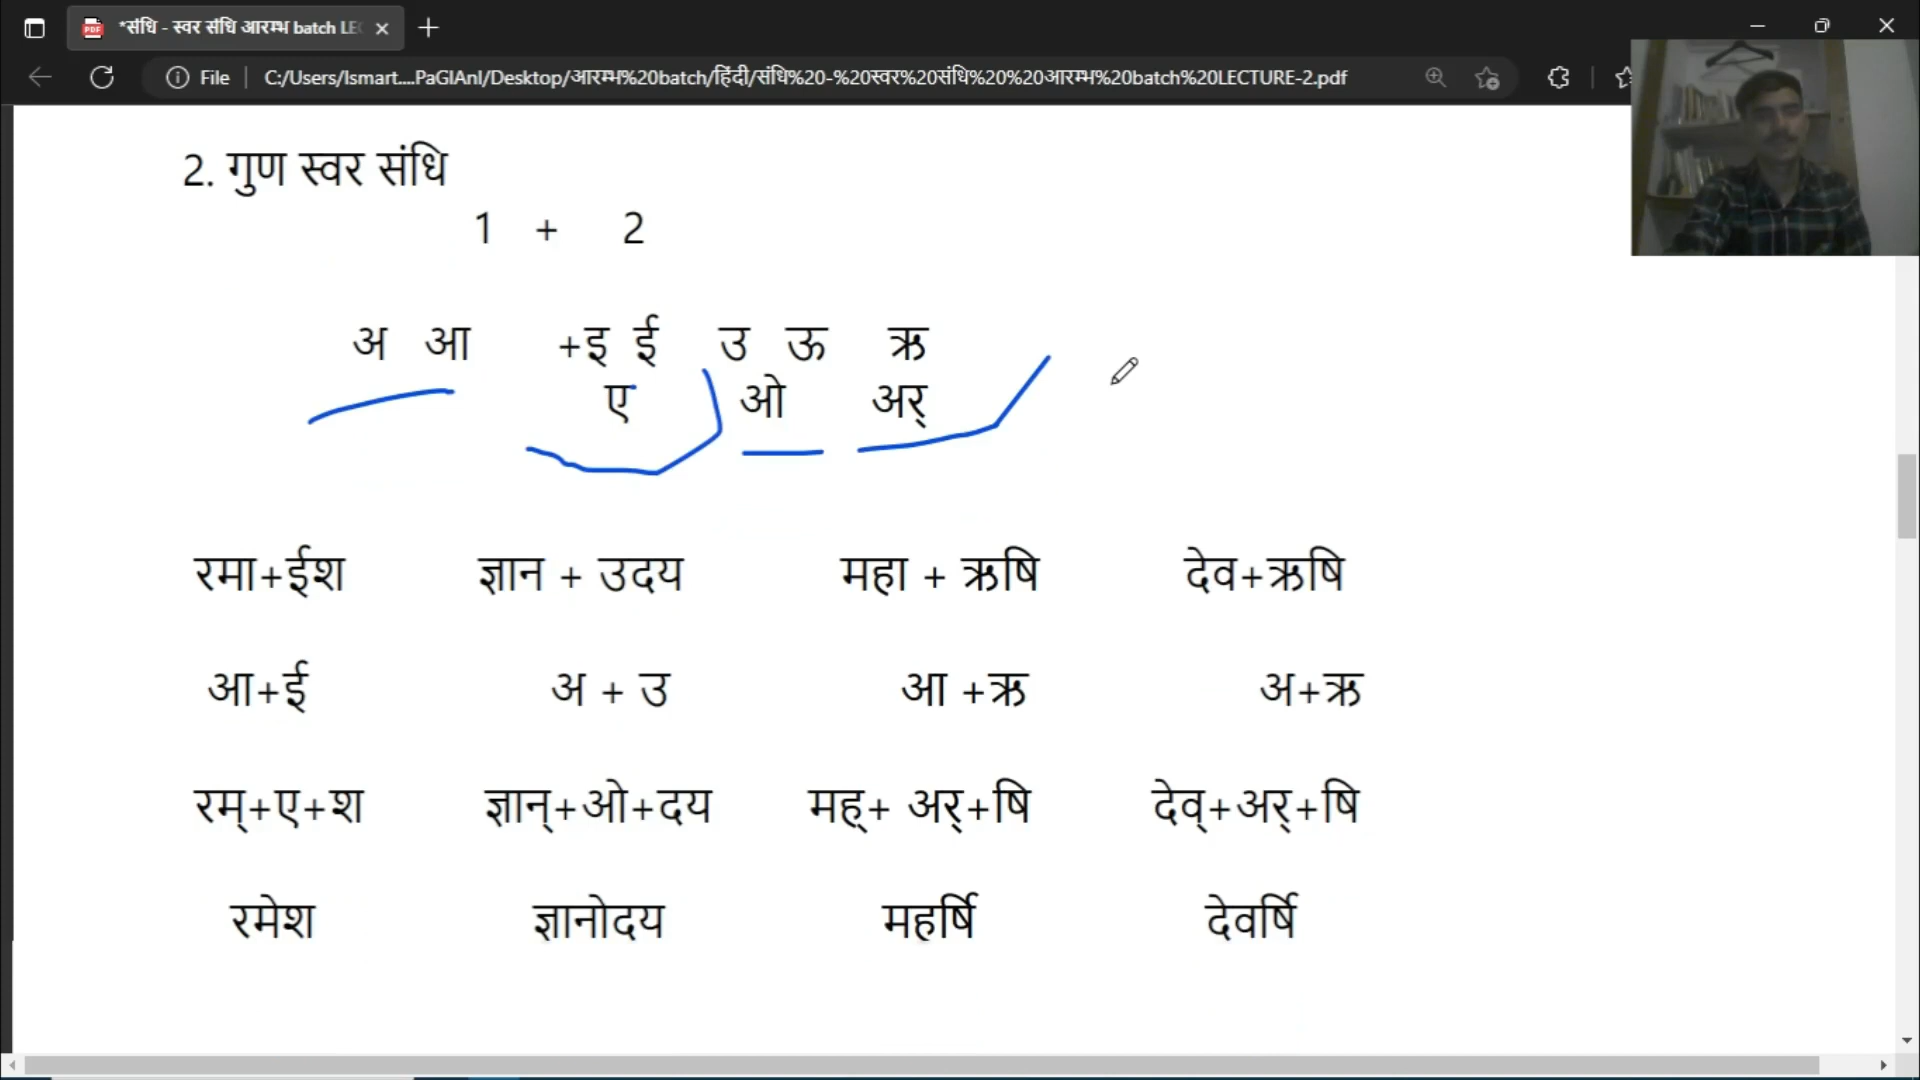 *संधि - स्वर संधि आरम्भ batch LE
File C:/Users/Ismart....PaGIAnI/Desktop/आरम्भ%20batch/हिंदी/संधि%20-%20स्वर%20संधि%20%20आरम्भ%20batch%20LECTURE-2.pdf
2. गुण स्वर संधि
1 + 2
अ आ +इ ई उ ऊ ऋ
ए ओ अर्
रमा+ईश ज्ञान + उदय महा + ऋषि देव+ऋषि
आ+ई अ + उ आ +ऋ अ+ऋ
रम्+ए+श ज्ञान्+ओ+दय मह्+ अर्+षि देव्+अर्+षि
रमेश ज्ञानोदय महर्षि देवर्षि